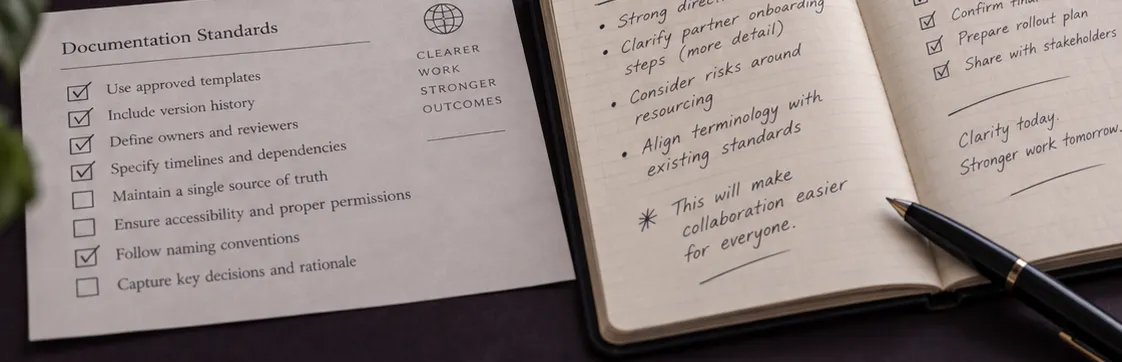 Documentation Standards
Use approved templates
Include version history
Define owners and reviewers
Specify timelines and dependencies
Maintain a single source of truth
Ensure accessibility and proper permissions
Follow naming conventions
Capture key decisions and rationale
CLEARER
WORK
STRONGER
OUTCOMES
Strong
Clarify partner onboarding
steps (more detail)
Consider risks around
resourcing
Align terminology with
existing standards
This will make
collaboration easier
for everyone.
Confirm
Prepare rollout plan
Share with stakeholders
Clarity today.
Stronger work tomorrow.